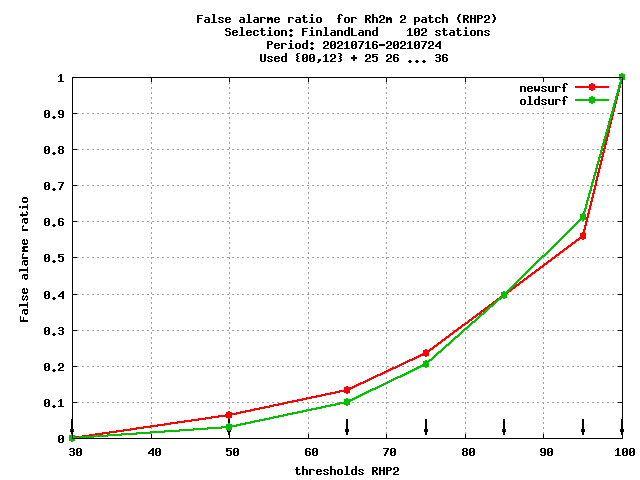 False alarme ratio  for Rh2m 2 patch (RHP2)
Selection: FinlandLand    102 stations
Period: 20210716-20210724
Used {00,12} + 25 26 ... 36
newsurf
oldsurf
1
0.9
0.8
0.7
0.6
0.5
0.4
0.3
0.2
0.1
0
False alarme ratio
30 40 50 60 70 80 90 100
thresholds RHP2